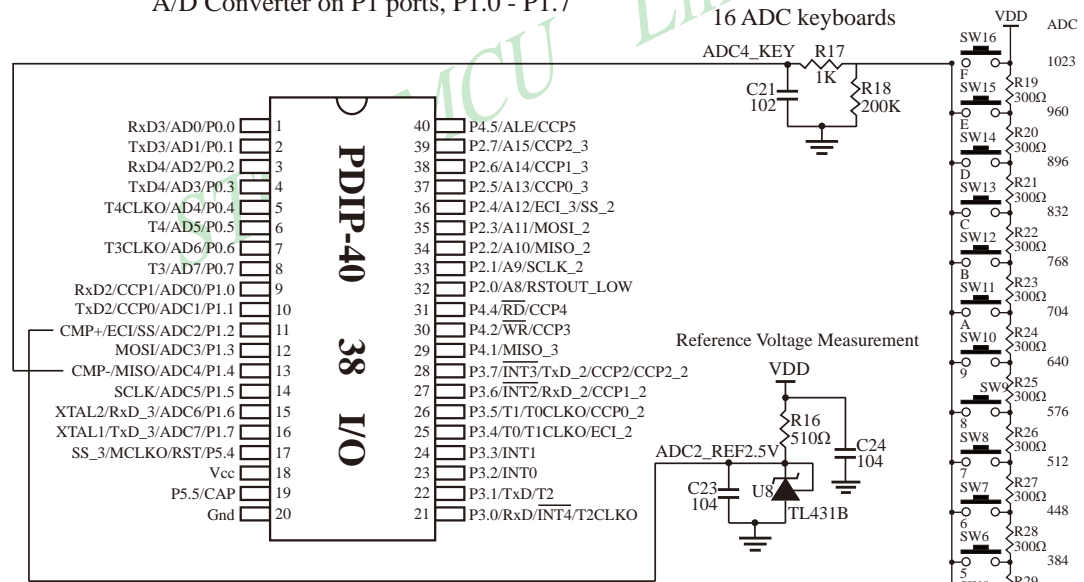 A/D Converter on P1 ports, P1.0 - P1.7
MCU
16 ADC keyboards
VDD
ADC
ADC4_KEY
R17
1K
C21
102
R18
200K
SW16
F
1023
R19
300Ω
SW15
E
960
R20
300Ω
SW14
D
896
R21
300Ω
SW13
C
832
R22
300Ω
SW12
B
768
R23
300Ω
SW11
A
704
R24
300Ω
SW10
9
640
R25
300Ω
SW9
8
576
R26
300Ω
SW8
7
512
R27
300Ω
SW7
6
448
R28
300Ω
SW6
5
384
R29
PDIP-40 38 I/O
RxD3/AD0/P0.0 1
TxD3/AD1/P0.1 2
RxD4/AD2/P0.2 3
TxD4/AD3/P0.3 4
T4CLKO/AD4/P0.4 5
T4/AD5/P0.5 6
T3CLKO/AD6/P0.6 7
T3/AD7/P0.7 8
RxD2/CCP1/ADC0/P1.0 9
TxD2/CCP0/ADC1/P1.1 10
CMP+/ECI/SS/ADC2/P1.2 11
MOSI/ADC3/P1.3 12
CMP-/MISO/ADC4/P1.4 13
SCLK/ADC5/P1.5 14
XTAL2/RxD_3/ADC6/P1.6 15
XTAL1/TxD_3/ADC7/P1.7 16
SS_3/MCLKO/RST/P5.4 17
Vcc 18
P5.5/CAP 19
Gnd 20
40 P4.5/ALE/CCP5
39 P2.7/A15/CCP2_3
38 P2.6/A14/CCP1_3
37 P2.5/A13/CCP0_3
36 P2.4/A12/ECI_3/SS_2
35 P2.3/A11/MOSI_2
34 P2.2/A10/MISO_2
33 P2.1/A9/SCLK_2
32 P2.0/A8/RSTOUT_LOW
31 P4.4/RD/CCP4
30 P4.2/WR/CCP3
29 P4.1/MISO_3
28 P3.7/INT3/TxD_2/CCP2/CCP2_2
27 P3.6/INT2/RxD_2/CCP1_2
26 P3.5/T1/T0CLKO/CCP0_2
25 P3.4/T0/T1CLKO/ECI_2
24 P3.3/INT1
23 P3.2/INT0
22 P3.1/TxD/T2
21 P3.0/RxD/INT4/T2CLKO
Reference Voltage Measurement
VDD
R16
510Ω
ADC2_REF2.5V
C24
104
C23
104
U8
TL431B